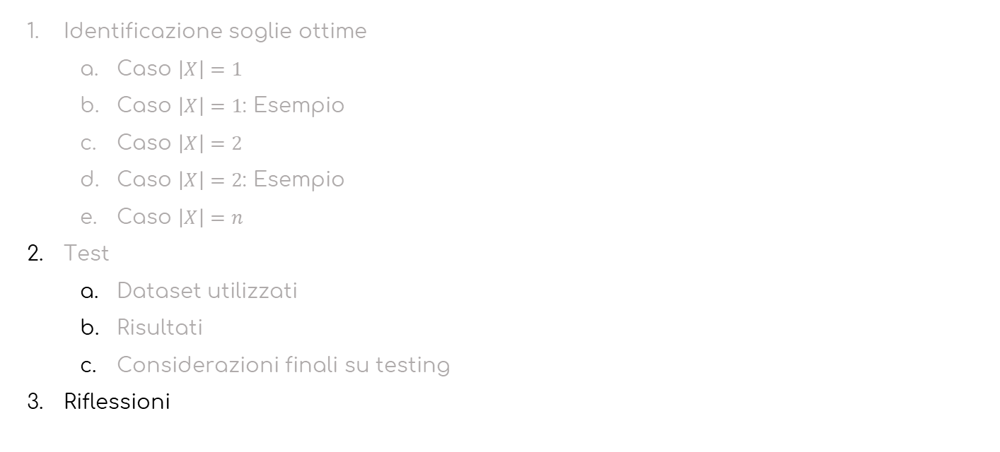 1. Identificazione soglie ottime
a. Caso |X| = 1
b. Caso |X| = 1: Esempio
c. Caso |X| = 2
d. Caso |X| = 2: Esempio
e. Caso |X| = n
2. Test
a. Dataset utilizzati
b. Risultati
c. Considerazioni finali su testing
3. Riflessioni